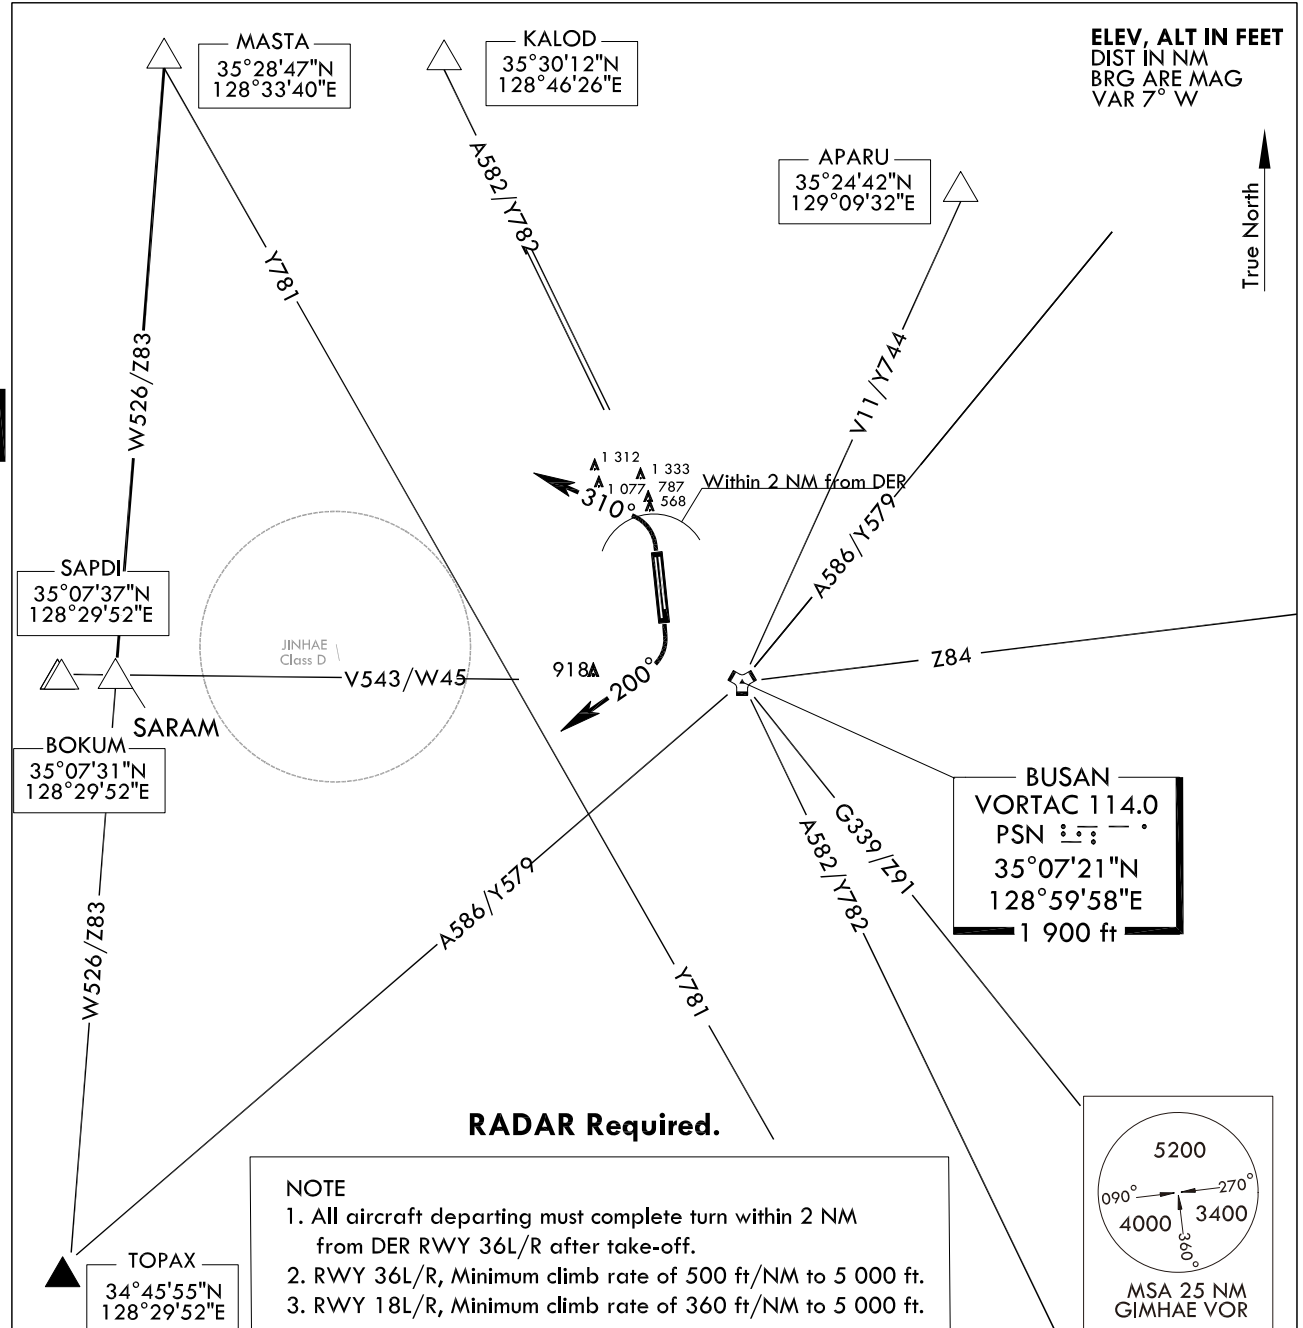 MASTA
35°28'47"N
128°33'40"E
KALOD
35°30'12"N
128°46'26"E
ELEV, ALT IN FEET
DIST IN NM
BRG ARE MAG
VAR 7° W
APARU
35°24'42"N
129°09'32"E
True North
A582/Y782
Y781
W526/Z83
V11/Y744
1 312
1 333
1 077
787
568
Within 2 NM from DER
310°
A586/Y579
SAPDI
35°07'37"N
128°29'52"E
JINHAE
Class D
V543/W45
918
200°
Z84
SARAM
BOKUM
35°07'31"N
128°29'52"E
BUSAN
VORTAC 114.0
PSN
35°07'21"N
128°59'58"E
1 900 ft
G339/Z91
A582/Y782
A586/Y579
W526/Z83
Y781
RADAR Required.
NOTE
1. All aircraft departing must complete turn within 2 NM
from DER RWY 36L/R after take-off.
2. RWY 36L/R, Minimum climb rate of 500 ft/NM to 5 000 ft.
3. RWY 18L/R, Minimum climb rate of 360 ft/NM to 5 000 ft.
TOPAX
34°45'55"N
128°29'52"E
5200
090°
270°
4000
3400
360°
MSA 25 NM
GIMHAE VOR